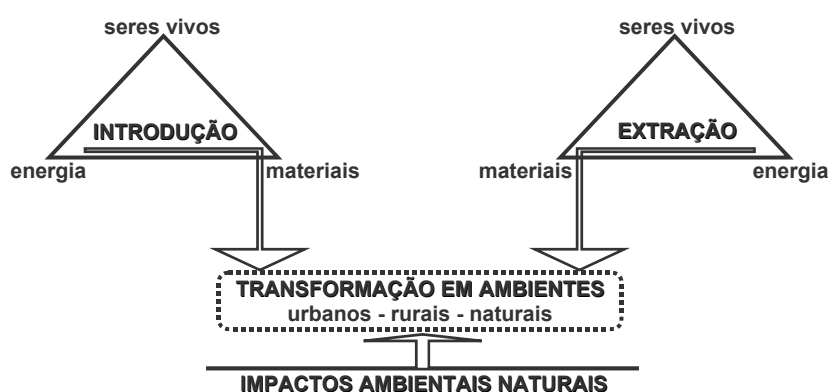 seres vivos
seres vivos
INTRODUÇÃO
EXTRAÇÃO
energia
materiais
materiais
energia
TRANSFORMAÇÃO EM AMBIENTES
urbanos - rurais - naturais
IMPACTOS AMBIENTAIS NATURAIS